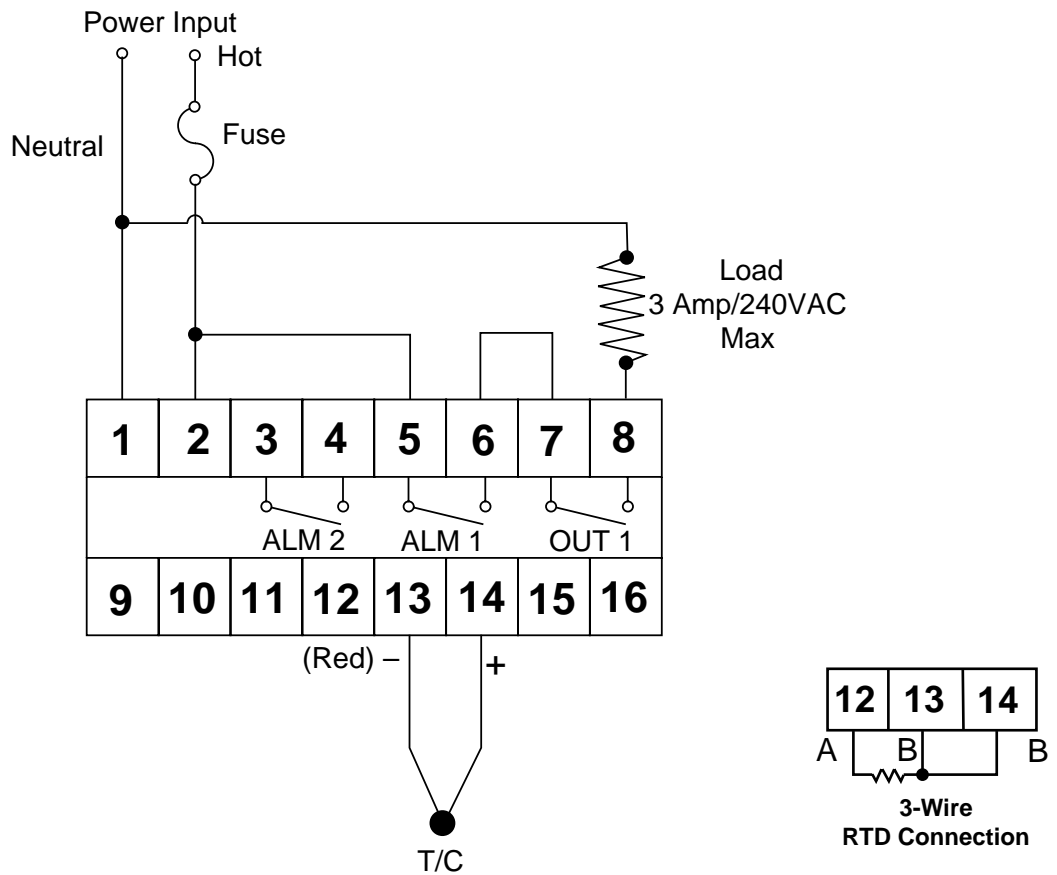 Power Input
Hot
Fuse
Neutral
Load
3 Amp/240VAC
Max
1 2 3 4 5 6 7 8
ALM 2 ALM 1 OUT 1
9 10 11 12 13 14 15 16
(Red) – +
T/C
12 13 14
A B B
3-Wire
RTD Connection